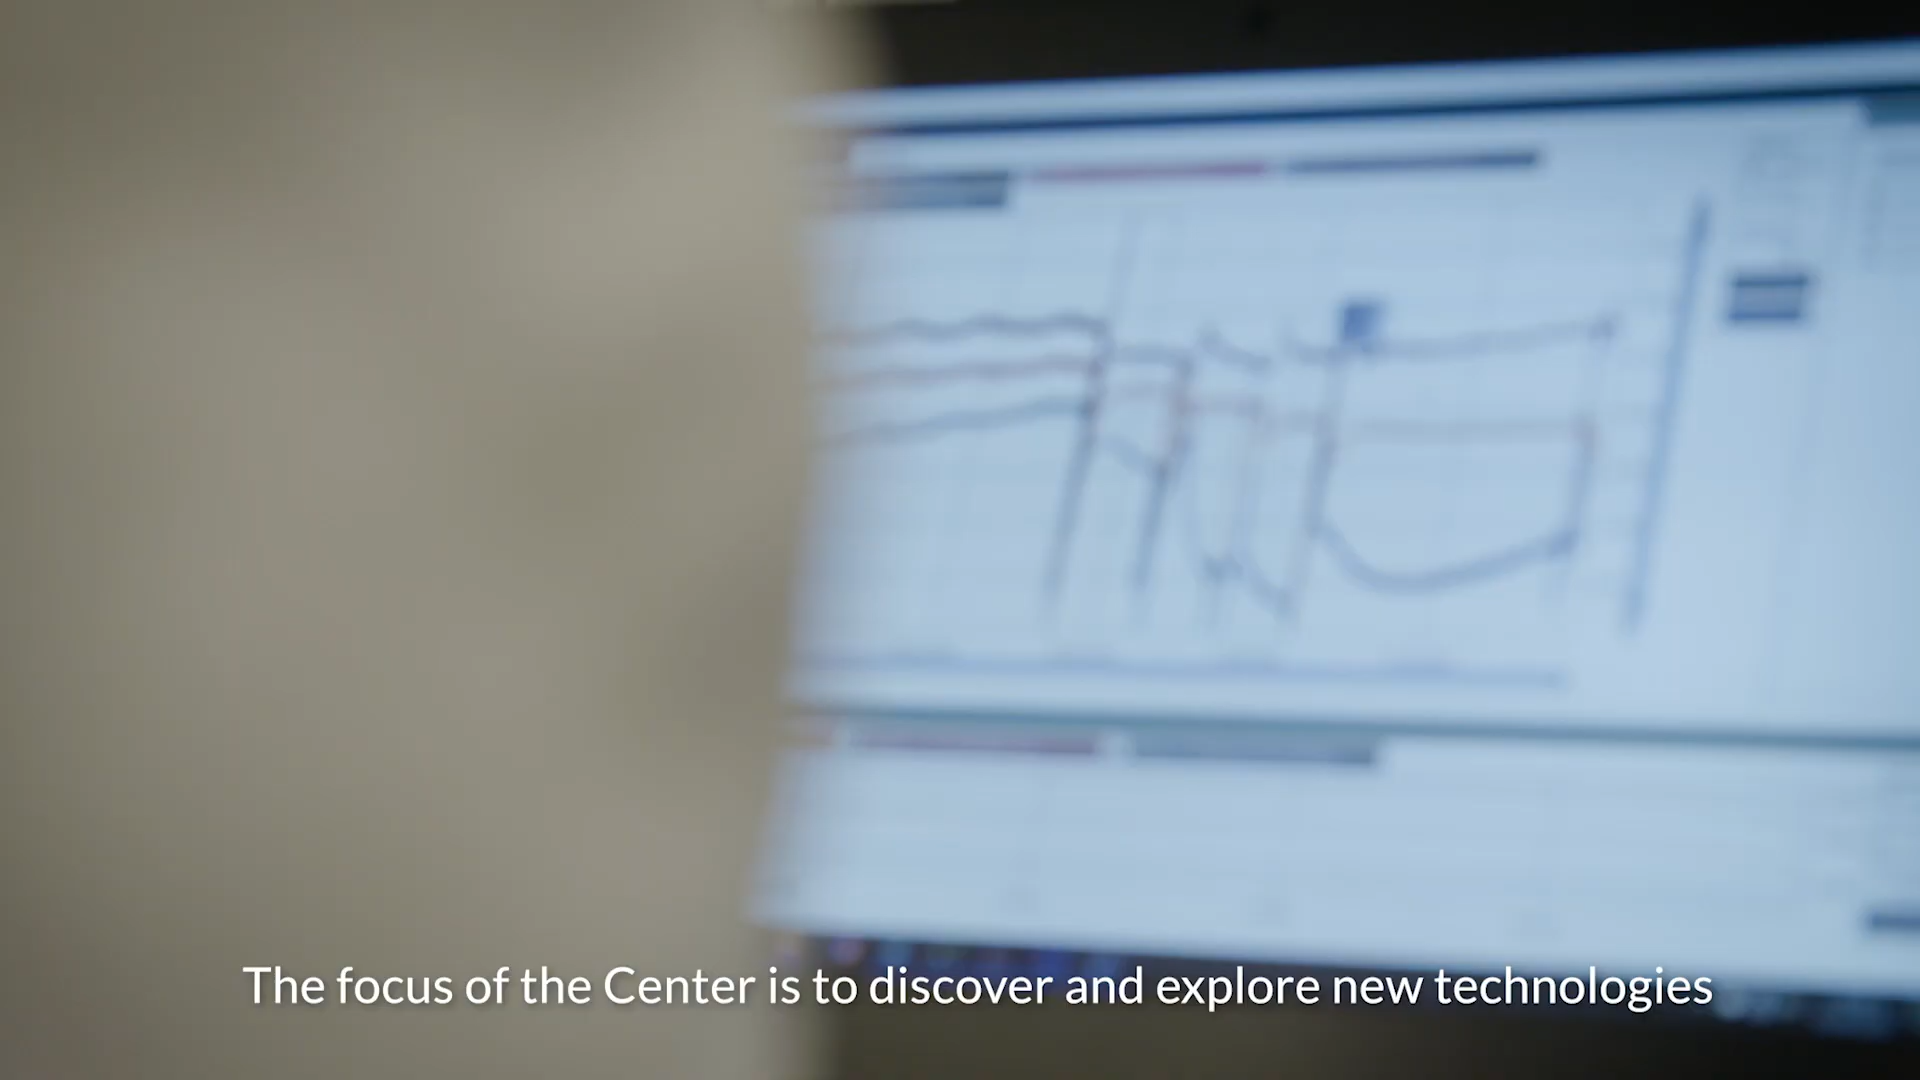 The focus of the Center is to discover and explore new technologies